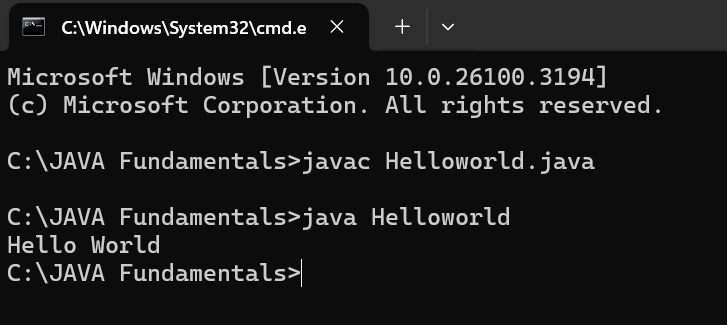 C:\Windows\System32\cmd.e
Microsoft Windows [Version 10.0.26100.3194]
(c) Microsoft Corporation. All rights reserved.
C:\JAVA Fundamentals>javac Helloworld.java
C:\JAVA Fundamentals>java Helloworld
Hello World
C:\JAVA Fundamentals>